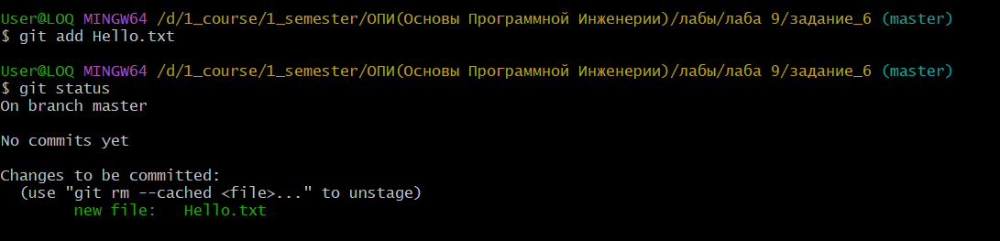 User@LOQ MINGW64 /d/1_course/1_semester/ОПИ(Основы Программной Инженерии)/лабы/лаба 9/задание_6 (master)
$ git add Hello.txt
User@LOQ MINGW64 /d/1_course/1_semester/ОПИ(Основы Программной Инженерии)/лабы/лаба 9/задание_6 (master)
$ git status
On branch master
No commits yet
Changes to be committed:
  (use "git rm --cached <file>..." to unstage)
        new file:   Hello.txt